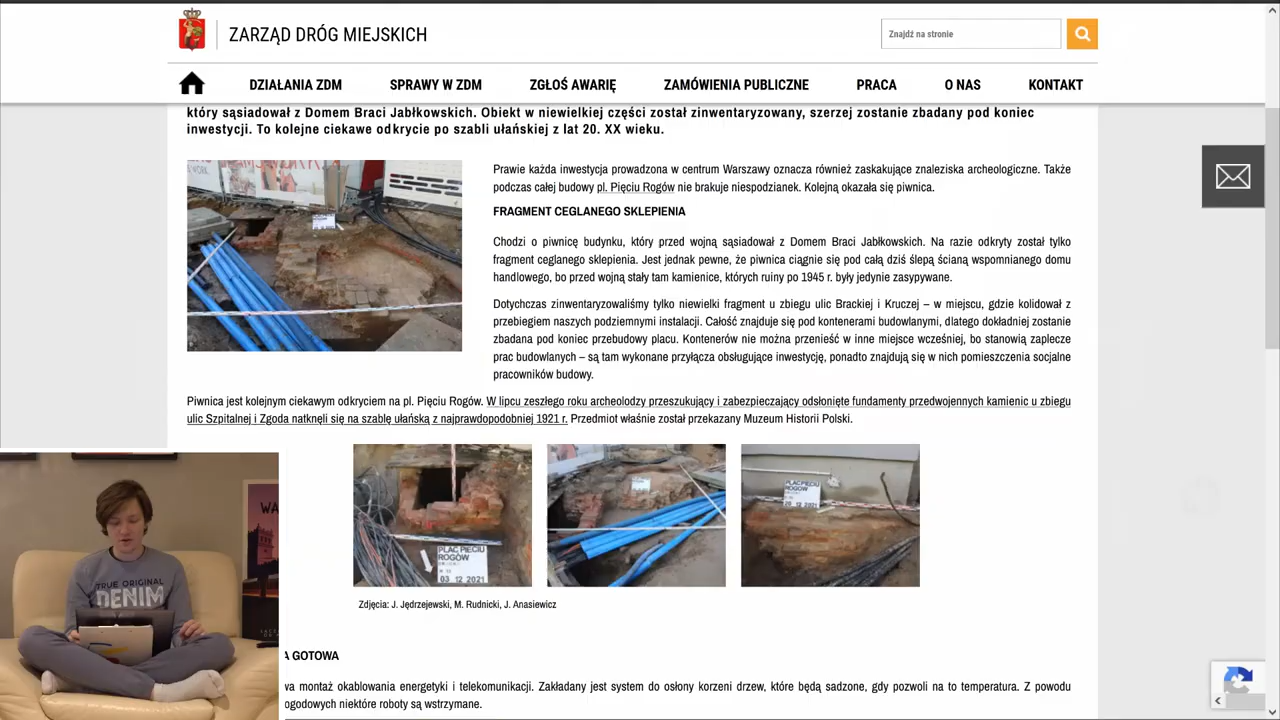 ZARZĄD DRÓG MIEJSKICH
Znajdź na stronie
DZIAŁANIA ZDM SPRAWY W ZDM ZGŁOŚ AWARIĘ ZAMÓWIENIA PUBLICZNE PRACA O NAS KONTAKT
który sąsiadował z Domem Braci Jabłkowskich. Obiekt w niewielkiej części został zinwentaryzowany, szerzej zostanie zbadany pod koniec
inwestycji. To kolejne ciekawe odkrycie po szabli ułańskiej z lat 20. XX wieku.
Prawie każda inwestycja prowadzona w centrum Warszawy oznacza również zaskakujące znaleziska archeologiczne. Także
podczas całej budowy pl. Pięciu Rogów nie brakuje niespodzianek. Kolejną okazała się piwnica.
FRAGMENT CEGLANEGO SKLEPIENIA
Chodzi o piwnicę budynku, który przed wojną sąsiadował z Domem Braci Jabłkowskich. Na razie odkryty został tylko
fragment ceglanego sklepienia. Jest jednak pewne, że piwnica ciągnie się pod całą dziś ślepą ścianą wspomnianego domu
handlowego, bo przed wojną stały tam kamienice, których ruiny po 1945 r. były jedynie zasypywane.
Dotychczas zinwentaryzowaliśmy tylko niewielki fragment u zbiegu ulic Brackiej i Kruczej – w miejscu, gdzie kolidował z
przebiegiem naszych podziemnymi instalacji. Całość znajduje się pod kontenerami budowlanymi, dlatego dokładniej zostanie
zbadana pod koniec przebudowy placu. Kontenerów nie można przenieść w inne miejsce wcześniej, bo stanowią zaplecze
prac budowlanych – są tam wykonane przyłącza obsługujące inwestycję, ponadto znajdują się w nich pomieszczenia socjalne
pracowników budowy.
Piwnica jest kolejnym ciekawym odkryciem na pl. Pięciu Rogów. W lipcu zeszłego roku archeolodzy przeszukujący i zabezpieczający odsłonięte fundamenty przedwojennych kamienic u zbiegu
ulic Szpitalnej i Zgoda natknęli się na szablę ułańską z najprawdopodobniej 1921 r. Przedmiot właśnie został przekazany Muzeum Historii Polski.
PLAC PIĘCIU
ROGÓW
03 12 2021
PLAC PIĘCIU
ROGÓW
Zdjęcia: J. Jędrzejewski, M. Rudnicki, J. Anasiewicz
A GOTOWA
wa montaż okablowania energetyki i telekomunikacji. Zakładany jest system do osłony korzeni drzew, które będą sadzone, gdy pozwoli na to temperatura. Z powodu
ogodowych niektóre roboty są wstrzymane.
TRUE ORIGINAL
DENIM
WA